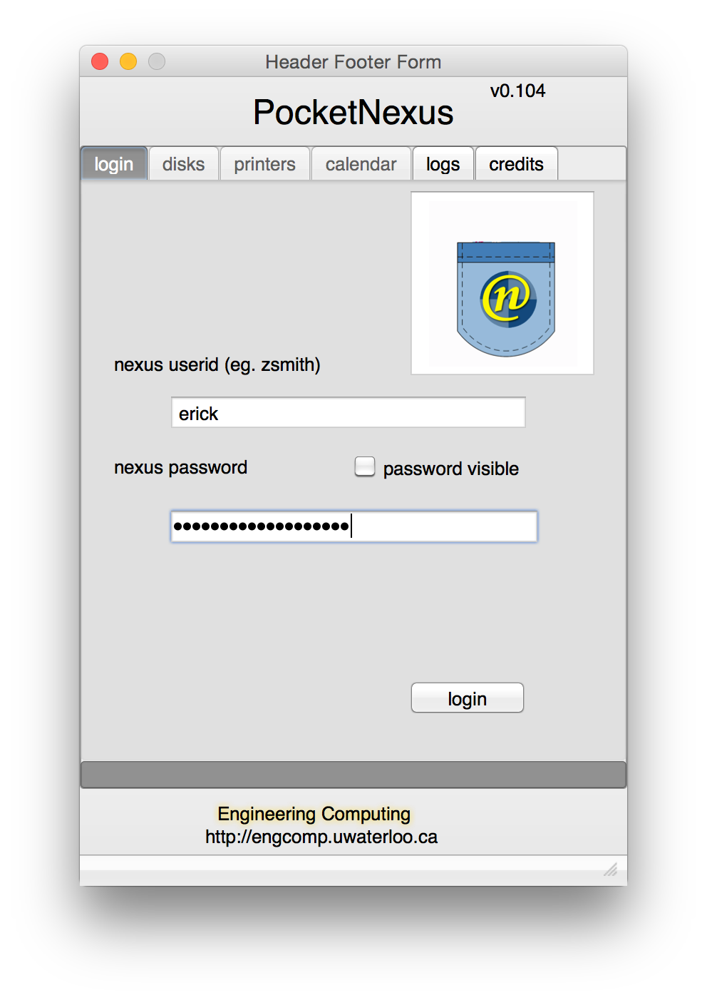 Header Footer Form
v0.104
PocketNexus
login disks printers calendar logs credits
n
nexus userid (eg. zsmith)
erick
nexus password password visible
●●●●●●●●●●●●●●●●●●●
login
Engineering Computing
http://engcomp.uwaterloo.ca